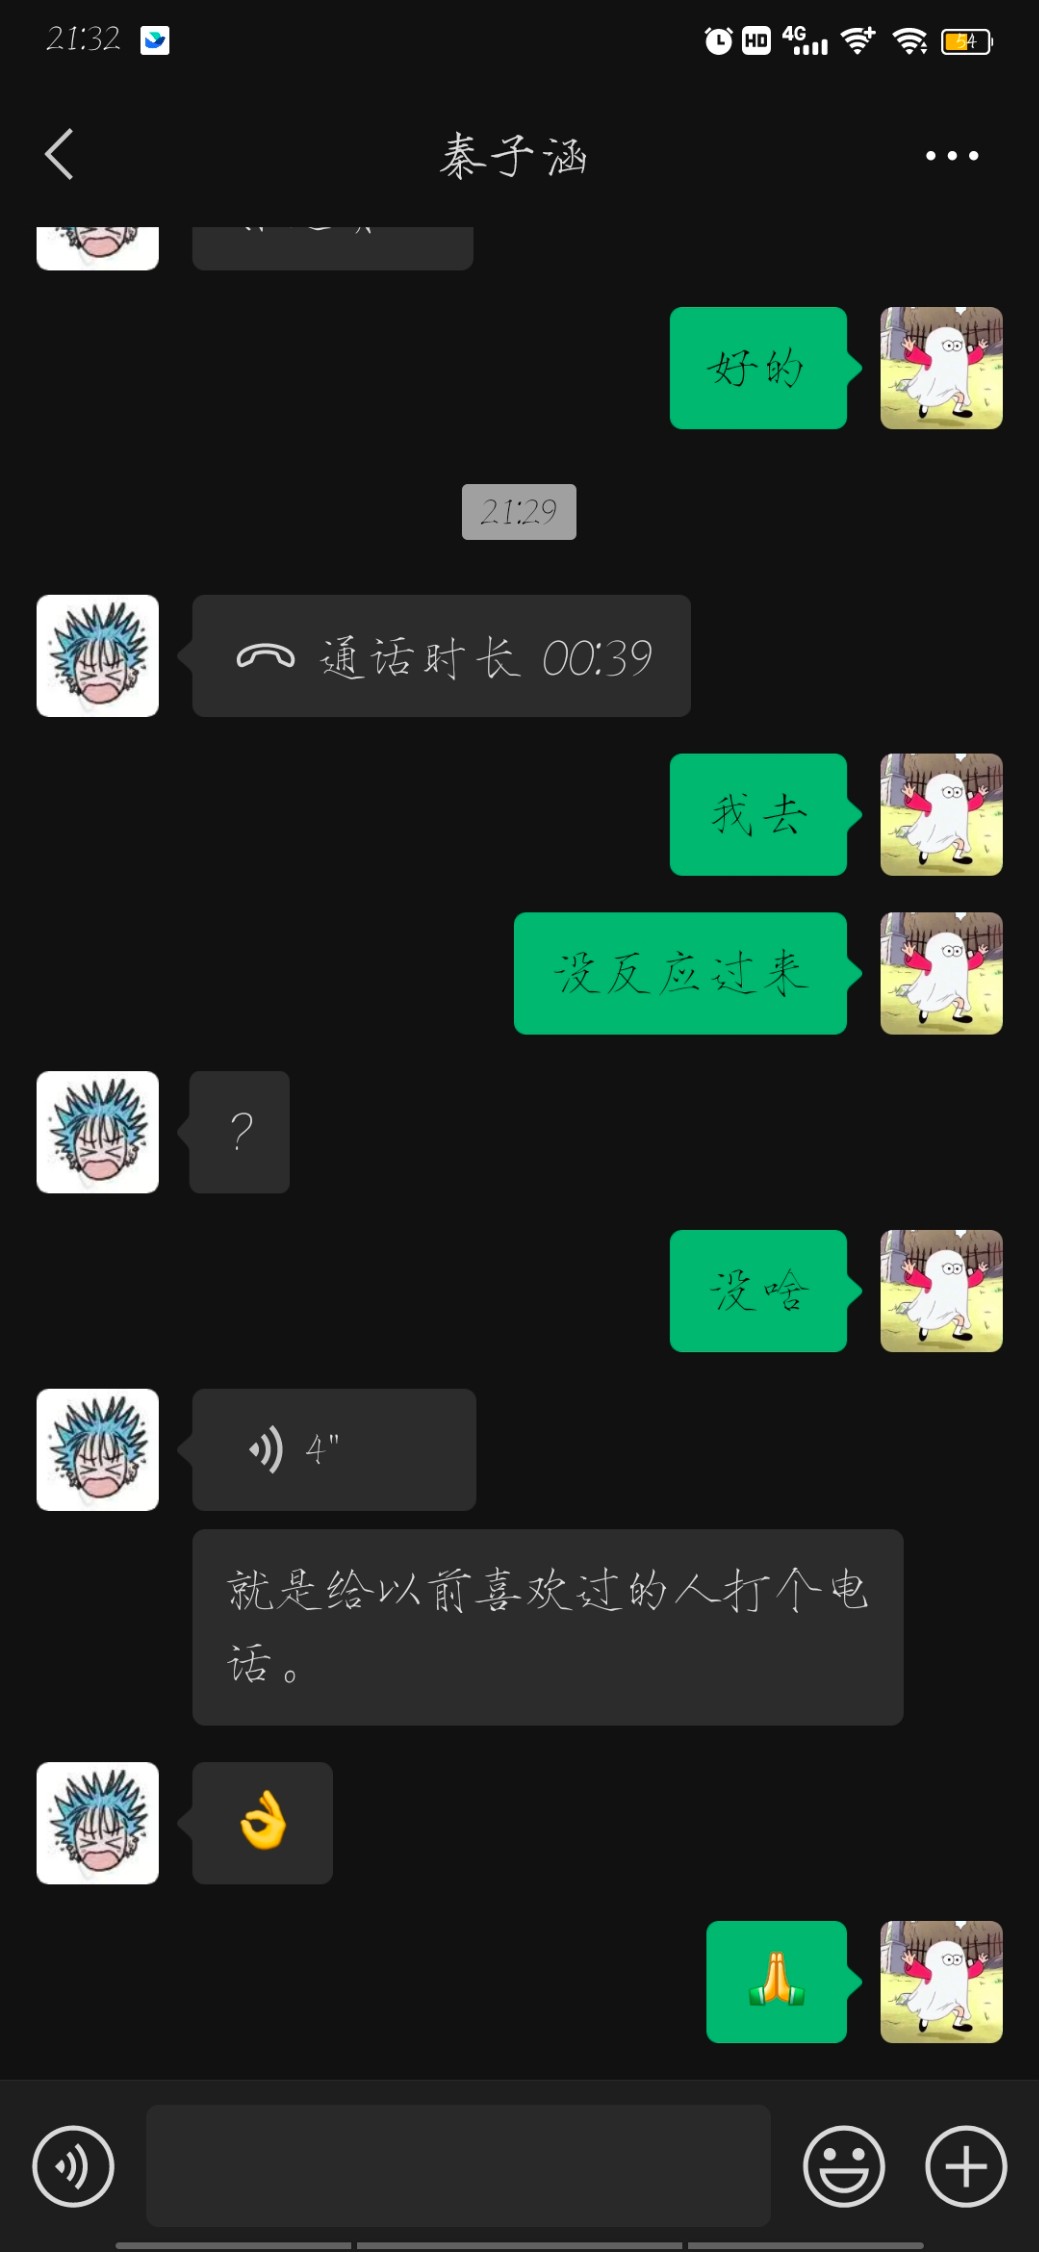 21:32
HD
4G
54
秦子涵
好的
21:29
通话时长 00:39
我去
没反应过来
?
没啥
4"
就是给以前喜欢过的人打个电
话。